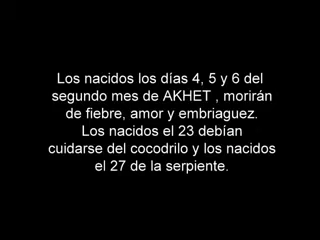 Los nacidos los días 4, 5 y 6 del
segundo mes de AKHET , morirán
de fiebre, amor y embriaguez.
Los nacidos el 23 debían
cuidarse del cocodrilo y los nacidos
el 27 de la serpiente.